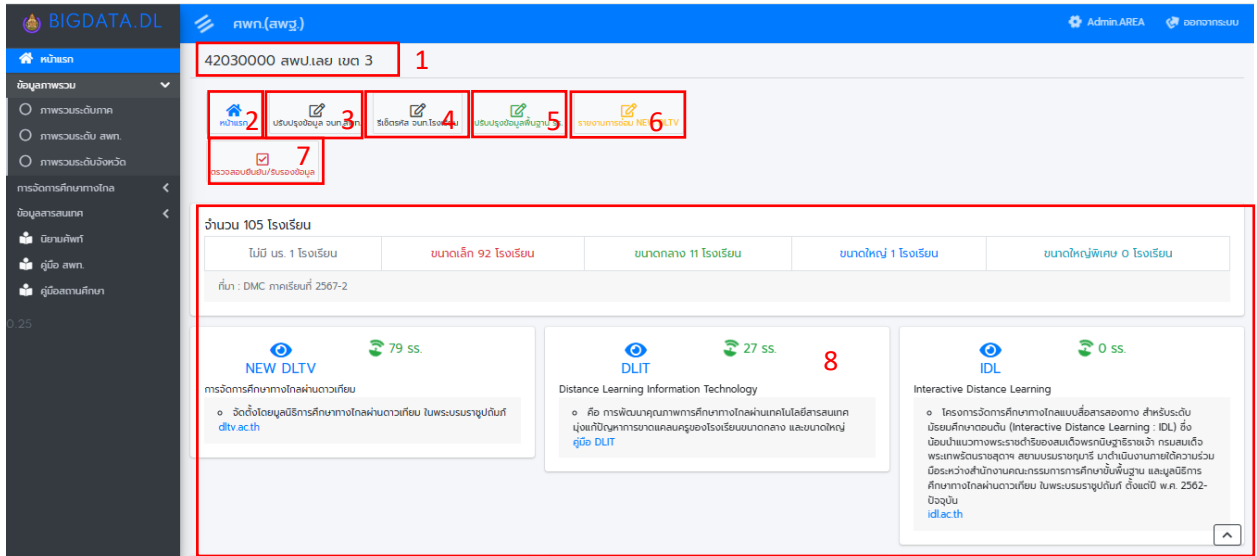 BIGDATA.DL
ศพก.(สพฐ.)
Admin.AREA
ออกจากระบบ
หน้าแรก
ข้อมูลภาพรวม
ภาพรวมระดับภาค
ภาพรวมระดับ สพท.
ภาพรวมระดับจังหวัด
การจัดการศึกษาทางไกล
ข้อมูลสารสนเทศ
นิยามศัพท์
คู่มือ สพท.
คู่มือสถานศึกษา
0.25
42030000 สพป.เลย เขต 3
1
หน้าแรก
2
ปรับปรุงข้อมูล จนท.สพท.
3
รีเซ็ตรหัส จนท.โรงเรียน
4
ปรับปรุงข้อมูลพื้นฐาน
5
รายงานการซ่อม NEW DLTV
6
ตรวจสอบยืนยัน/รับรองข้อมูล
7
จำนวน 105 โรงเรียน
ไม่มี นร. 1 โรงเรียน
ขนาดเล็ก 92 โรงเรียน
ขนาดกลาง 11 โรงเรียน
ขนาดใหญ่ 1 โรงเรียน
ขนาดใหญ่พิเศษ 0 โรงเรียน
ที่มา : DMC ภาคเรียนที่ 2567-2
NEW DLTV
79 รร.
การจัดการศึกษาทางไกลผ่านดาวเทียม
จัดตั้งโดยมูลนิธิการศึกษาทางไกลผ่านดาวเทียม ในพระบรมราชูปถัมภ์
dltv.ac.th
DLIT
27 รร.
8
Distance Learning Information Technology
คือ การพัฒนาคุณภาพการศึกษาทางไกลผ่านเทคโนโลยีสารสนเทศ
มุ่งแก้ปัญหาการขาดแคลนครูของโรงเรียนขนาดกลาง และขนาดใหญ่
คู่มือ DLIT
IDL
0 รร.
Interactive Distance Learning
โครงการจัดการศึกษาทางไกลแบบสื่อสารสองทาง สำหรับระดับ
มัธยมศึกษาตอนต้น (Interactive Distance Learning : IDL) ซึ่ง
น้อมนำแนวทางพระราชดำริของสมเด็จพระกนิษฐาธิราชเจ้า กรมสมเด็จ
พระเทพรัตนราชสุดาฯ สยามบรมราชกุมารี มาดำเนินงานภายใต้ความร่วม
มือระหว่างสำนักงานคณะกรรมการการศึกษาขั้นพื้นฐาน และมูลนิธิการ
ศึกษาทางไกลผ่านดาวเทียม ในพระบรมราชูปถัมภ์ ตั้งแต่ปี พ.ศ. 2562-
ปัจจุบัน
idl.ac.th